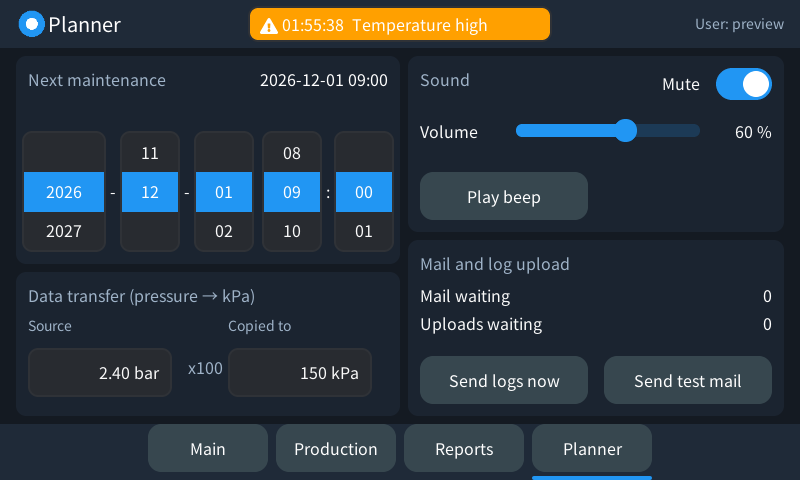 Planner
01:55:38 Temperature high
User: preview
Next maintenance
2026-12-01 09:00
11
08
2026 - 12 - 01 09 : 00
2027
02
10
01
Data transfer (pressure → kPa)
Source
Copied to
2.40 bar
x100
150 kPa
Sound
Mute
Volume
60 %
Play beep
Mail and log upload
Mail waiting
0
Uploads waiting
0
Send logs now
Send test mail
Main
Production
Reports
Planner